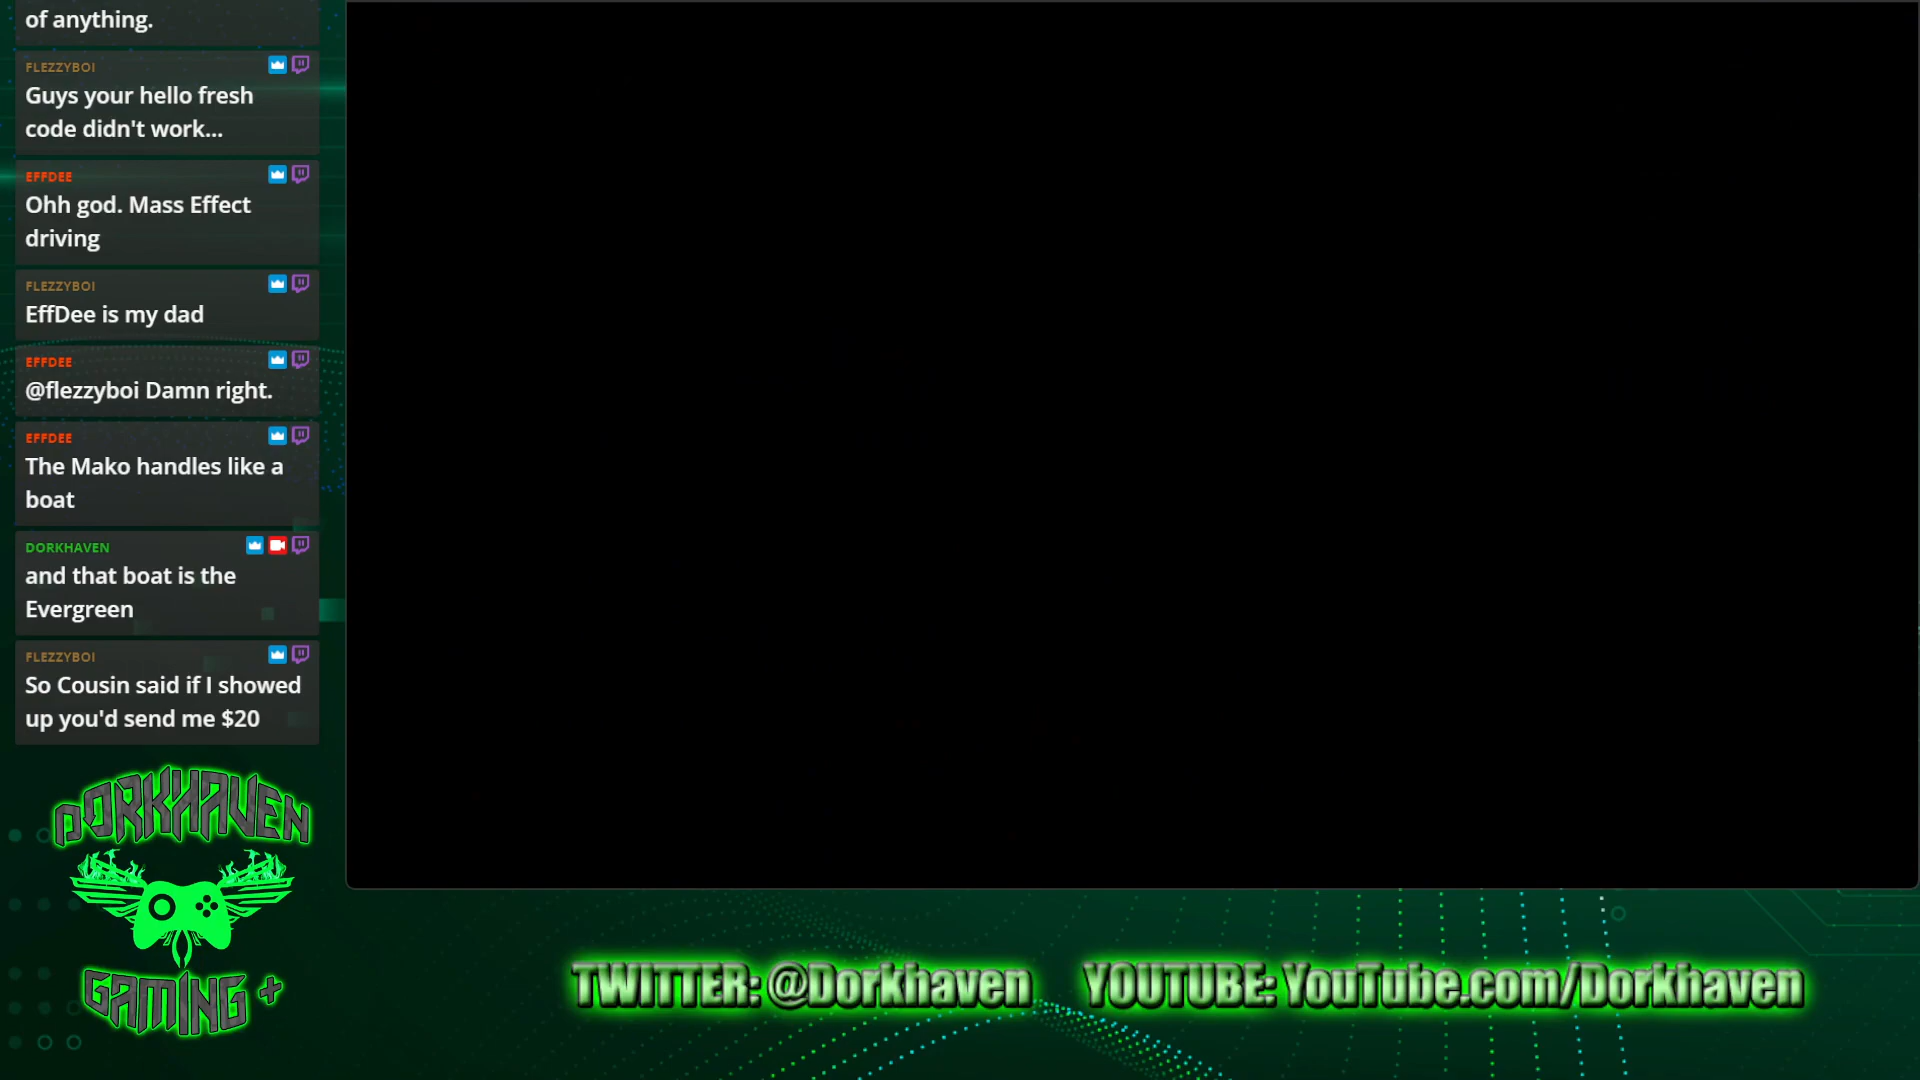 of anything.
FLEZZYBOI
Guys your hello fresh
code didn't work...
EFFDEE
Ohh god. Mass Effect
driving
FLEZZYBOI
EffDee is my dad
EFFDEE
@flezzyboi Damn right.
EFFDEE
The Mako handles like a
boat
DORKHAVEN
and that boat is the
Evergreen
FLEZZYBOI
So Cousin said if I showed
up you'd send me $20
DORKHAVEN
GAMING +
TWITTER: @Dorkhaven
YOUTUBE: YouTube.com/Dorkhaven